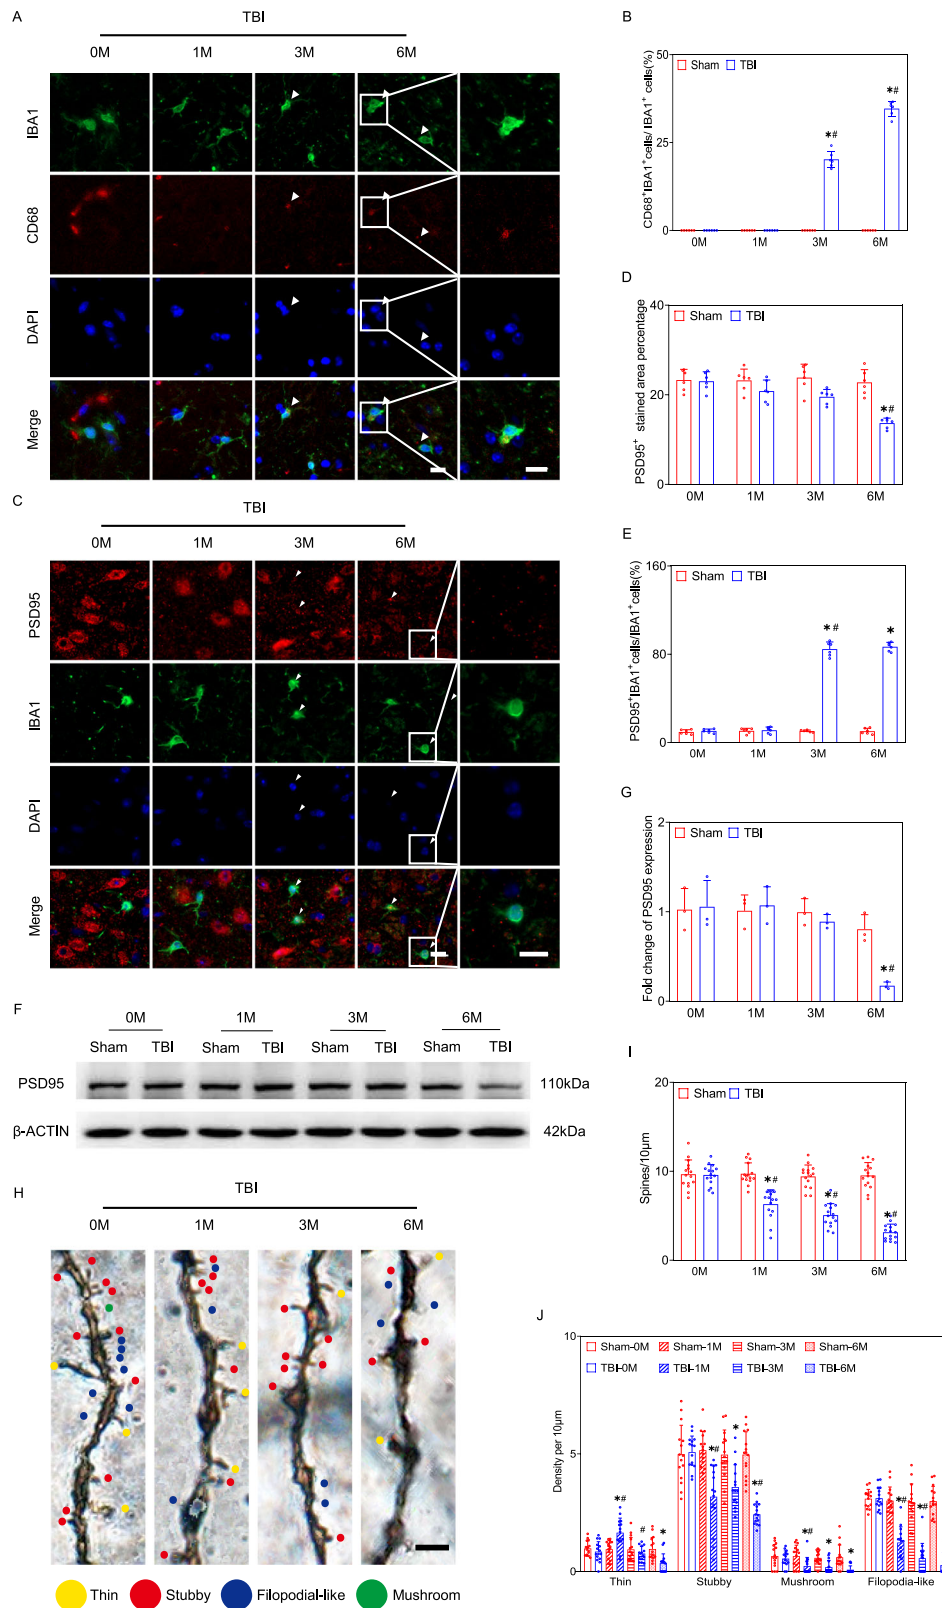 A
TBI
0M 1M 3M 6M
IBA1
CD68
DAPI
Merge
B
CD68⁺IBA1⁺cells/ IBA1⁺ cells(%)
50
25
0
Sham TBI
*# *#
0M 1M 3M 6M
C
TBI
0M 1M 3M 6M
PSD95
IBA1
DAPI
Merge
D
PSD95⁺ stained area percentage
40
20
0
Sham TBI
*#
0M 1M 3M 6M
E
PSD95⁺IBA1⁺cells/IBA1⁺cells(%)
160
80
0
Sham TBI
*# *
0M 1M 3M 6M
F
0M 1M 3M 6M
Sham TBI Sham TBI Sham TBI Sham TBI
PSD95 110kDa
β-ACTIN 42kDa
G
Fold change of PSD95 expression
2
1
0
Sham TBI
*#
0M 1M 3M 6M
H
TBI
0M 1M 3M 6M
Thin Stubby Filopodial-like Mushroom
I
Spines/10μm
20
10
0
Sham TBI
*# *# *#
0M 1M 3M 6M
J
Density per 10μm
10
5
0
Sham-0M Sham-1M Sham-3M Sham-6M
TBI-0M TBI-1M TBI-3M TBI-6M
*# # * *# * *# *# * * *# *#
Thin Stubby Mushroom Filopodia-like